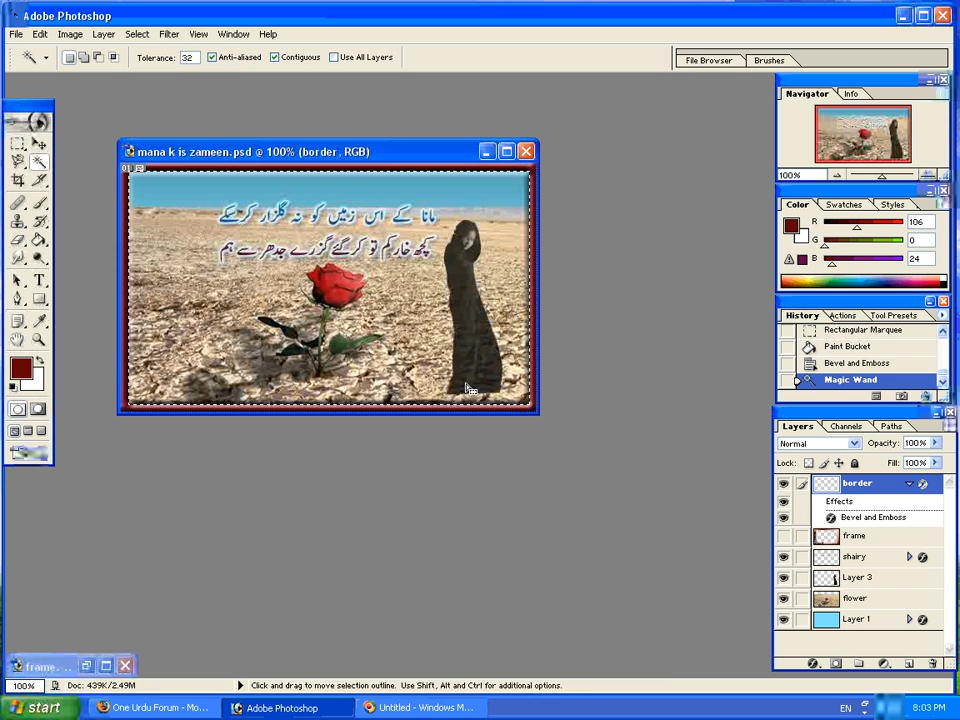 Adobe Photoshop
File Edit Image Layer Select Filter View Window Help
Tolerance: 32 Anti-aliased Contiguous Use All Layers File Browser Brushes
mana k is zameen.psd @ 100% (border, RGB)
01
مانا کے اس زمیں کو نہ گلزار کرسکے
کچھ خار کم تو کر گئے گزرے جدھر سے ہم
Navigator Info
100%
Color Swatches Styles
R 106
G 0
B 24
History Actions Tool Presets
Rectangular Marquee
Paint Bucket
Bevel and Emboss
Magic Wand
Layers Channels Paths
Normal Opacity: 100%
Lock: Fill: 100%
border
Effects
Bevel and Emboss
frame
shairy
Layer 3
flower
Layer 1
frame. ...
100% Doc: 439K/2.49M Click and drag to move selection outline. Use Shift, Alt and Ctrl for additional options.
start One Urdu Forum - Mo... Adobe Photoshop Untitled - Windows M... EN 8:03 PM